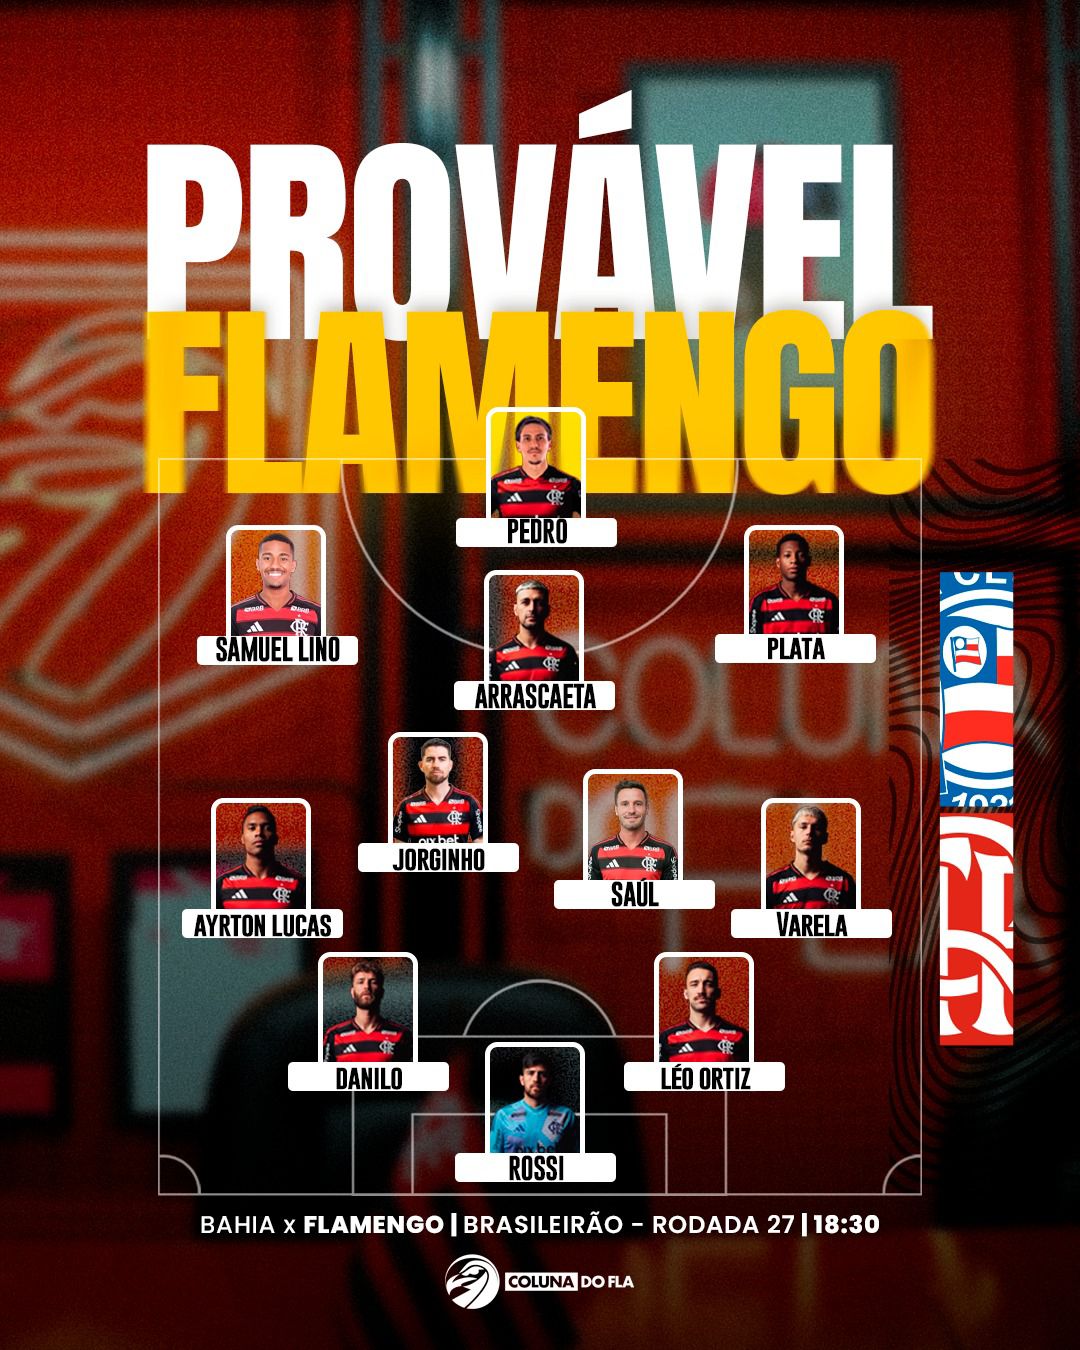 PROVÁVEL
FLAMENGO
PEDRO
SAMUEL LINO
PLATA
ARRASCAETA
JORGINHO
SAÚL
AYRTON LUCAS
VARELA
DANILO
LÉO ORTIZ
ROSSI
BAHIA x FLAMENGO | BRASILEIRÃO - RODADA 27 | 18:30
COLUNA DO FLA